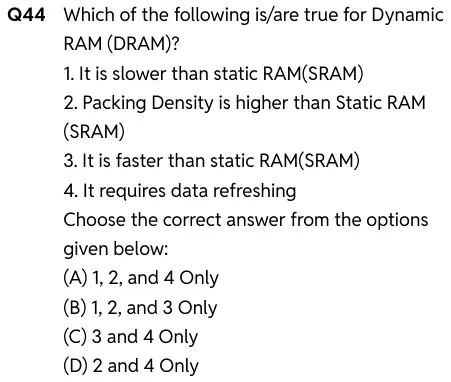 Q44 Which of the following is/are true for Dynamic
RAM (DRAM)?
1. It is slower than static RAM(SRAM)
2. Packing Density is higher than Static RAM
(SRAM)
3. It is faster than static RAM(SRAM)
4. It requires data refreshing
Choose the correct answer from the options
given below:
(A) 1, 2, and 4 Only
(B) 1, 2, and 3 Only
(C) 3 and 4 Only
(D) 2 and 4 Only